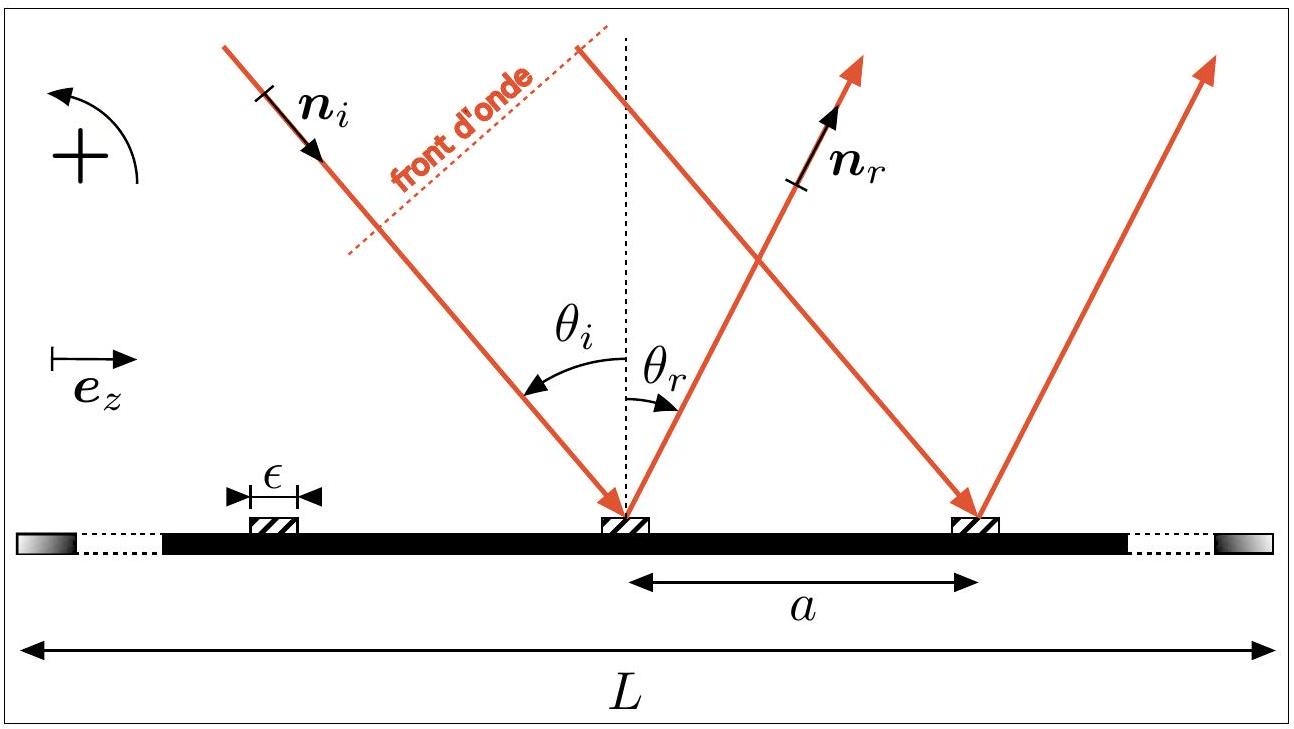 n_i
front d'onde
+
n_r
θ_i
θ_r
e_z
ϵ
a
L